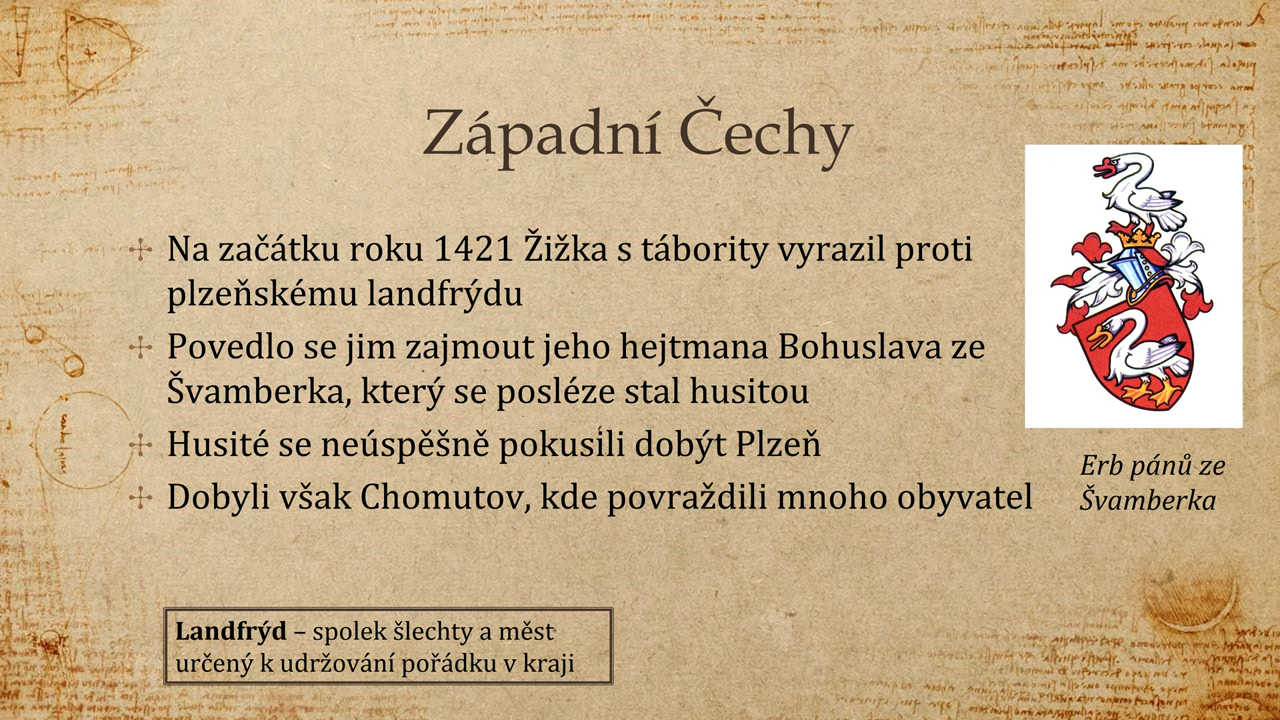 Západní Čechy
Na začátku roku 1421 Žižka s tábority vyrazil proti
plzeňskému landfrýdu
Povedlo se jim zajmout jeho hejtmana Bohuslava ze
Švamberka, který se posléze stal husitou
Husité se neúspěšně pokusili dobýt Plzeň
Dobyli však Chomutov, kde povraždili mnoho obyvatel
Erb pánů ze
Švamberka
Landfrýd – spolek šlechty a měst
určený k udržování pořádku v kraji